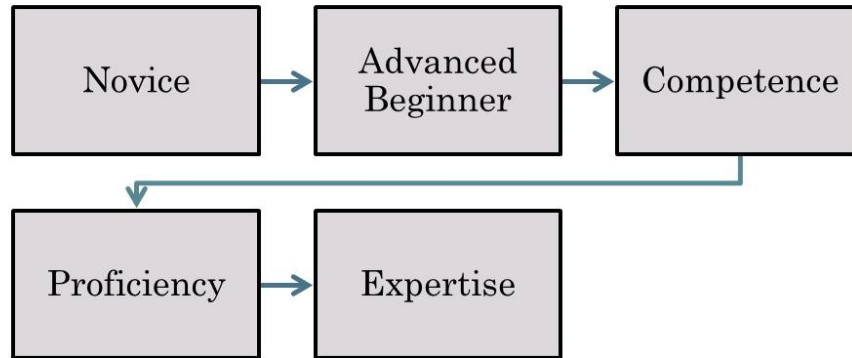 Novice
Advanced
Beginner
Competence
Proficiency
Expertise